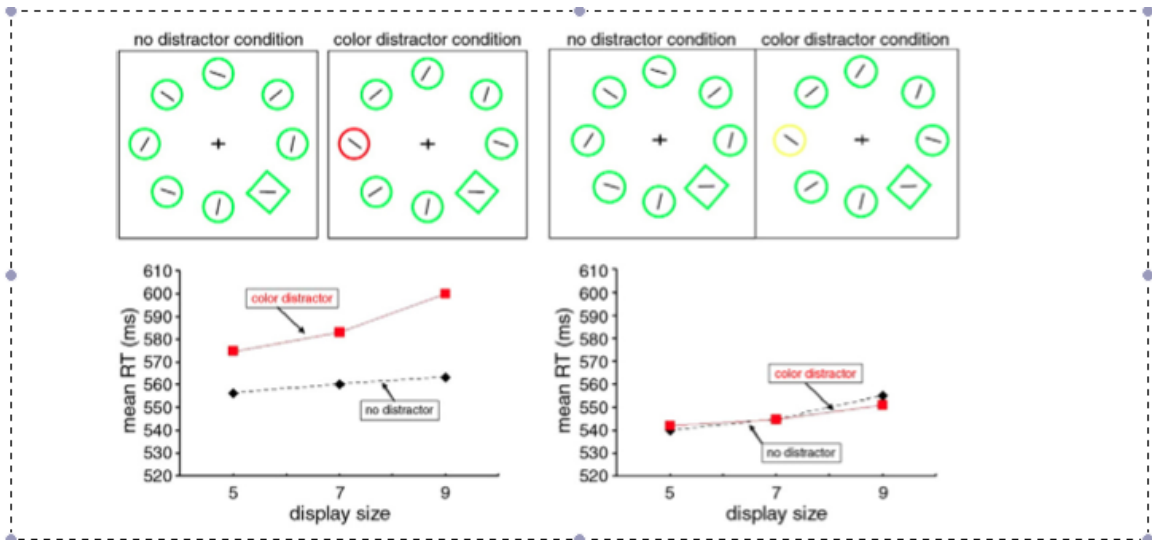 no distractor condition
color distractor condition
no distractor condition
color distractor condition
610
600
590
580
570
560
550
540
530
520
mean RT (ms)
color distractor
no distractor
5
7
9
display size
610
600
590
580
570
560
550
540
530
520
mean RT (ms)
color distractor
no distractor
5
7
9
display size